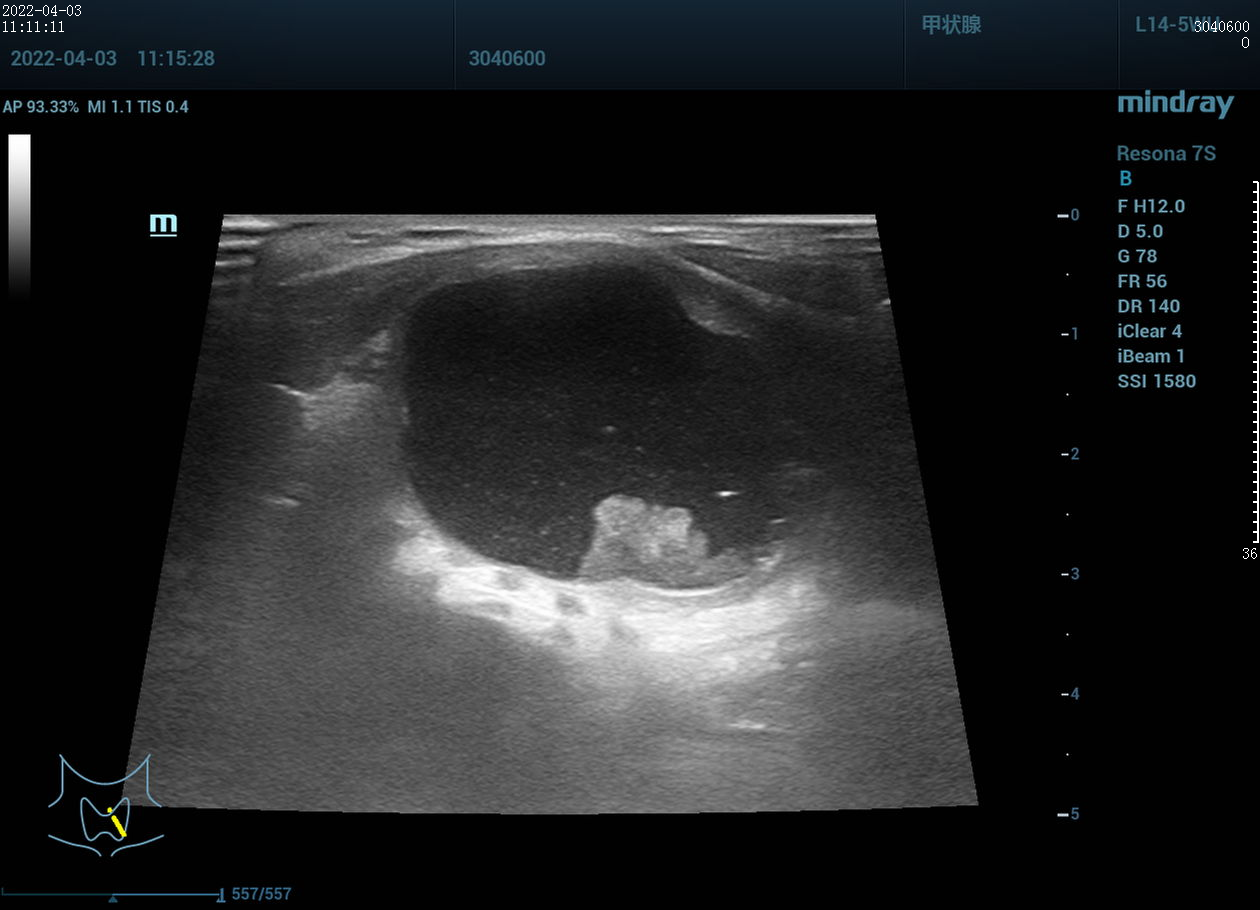 2022-04-03
11:11:11
甲状腺
L14-5WU
3040600
0
2022-04-03 11:15:28
3040600
AP 93.33% MI 1.1 TIS 0.4
mindray
Resona 7S
B
F H12.0
D 5.0
G 78
FR 56
DR 140
iClear 4
iBeam 1
SSI 1580
m
0
1
2
3
4
5
36
557/557